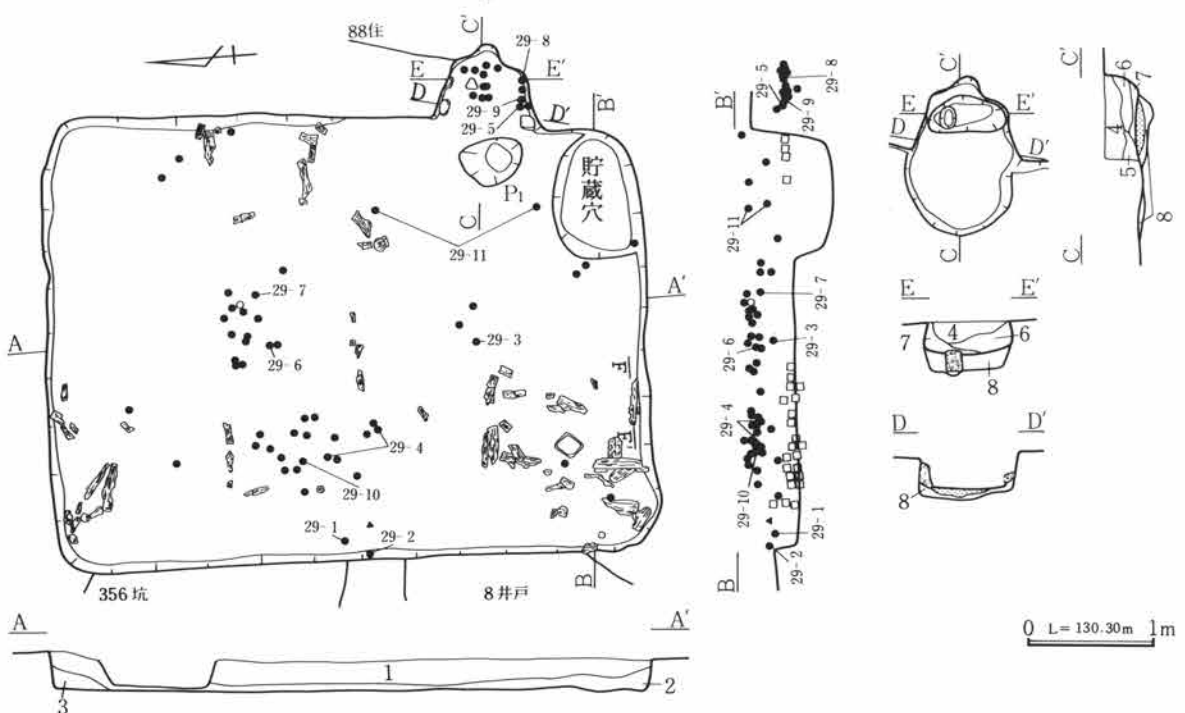 88住
C'
29-8
E
E'
D
29-9
29-5
D'
B'
貯蔵穴
P1
C
29-11
29-7
A'
29-3
A
29-6
29-4
29-10
29-1
29-2
B
356坑
8井戸
A
A'
1
2
3
29-5
29-8
29-9
B'
29-11
29-7
29-3
29-6
29-4
29-10
29-1
29-2
B
C'
E
E'
D
D'
C
C'
6
7
4
5
8
C
E
E'
7
4
6
8
D
D'
8
0
L=130.30m
1m